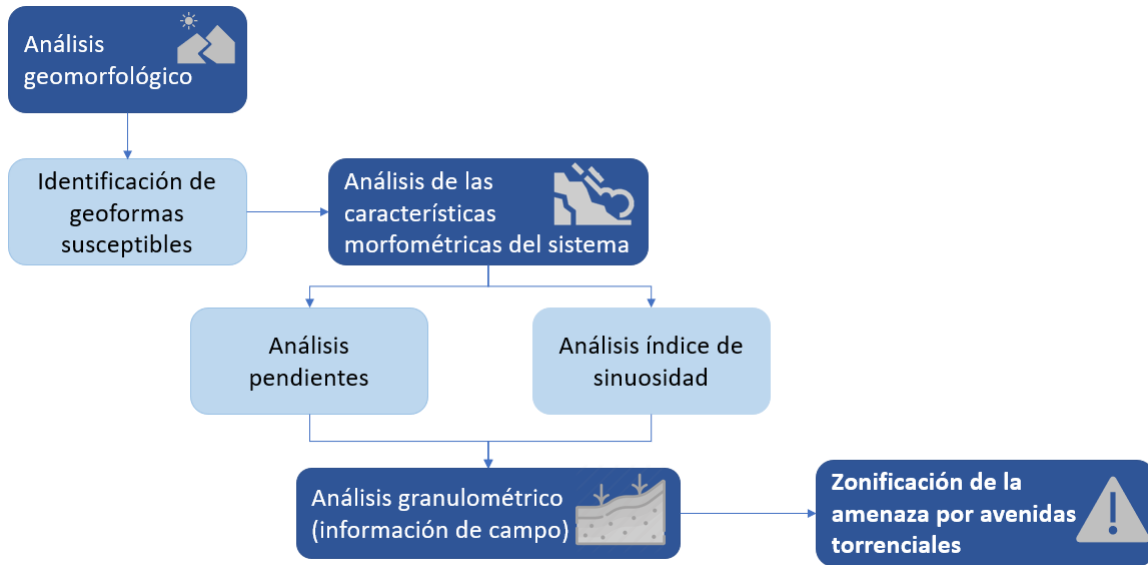 Análisis
geomorfológico
Identificación de
geoformas
susceptibles
Análisis de las
características
morfométricas del sistema
Análisis
pendientes
Análisis índice de
sinuosidad
Análisis granulométrico
(información de campo)
Zonificación de la
amenaza por avenidas
torrenciales